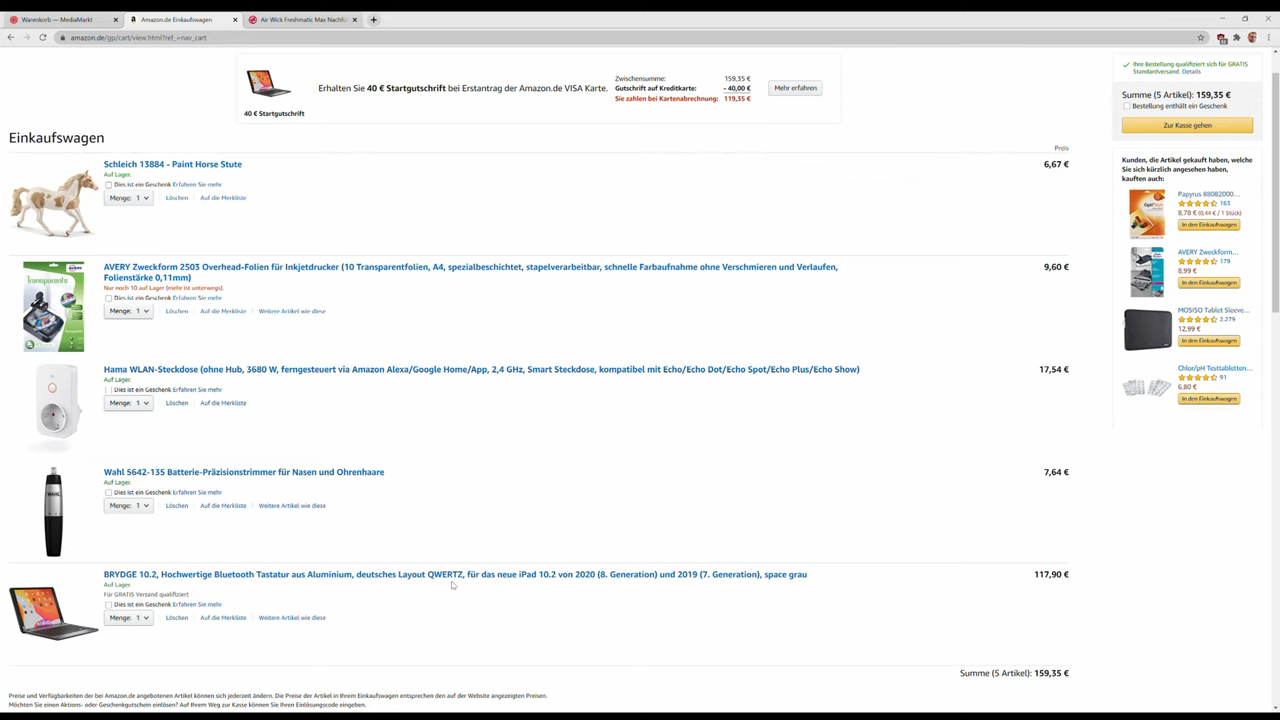 Warenkorb — MediaMarkt
Amazon.de Einkaufswagen
Air Wick Freshmatic Max Nachfü
amazon.de/gp/cart/view.html?ref_=nav_cart
Erhalten Sie 40 € Startgutschrift bei Erstantrag der Amazon.de VISA Karte.
40 € Startgutschrift
Zwischensumme: 159,35 €
Gutschrift auf Kreditkarte: - 40,00 €
Sie zahlen bei Kartenabrechnung: 119,35 €
Mehr erfahren
Ihre Bestellung qualifiziert sich für GRATIS
Standardversand. Details
Summe (5 Artikel): 159,35 €
Bestellung enthält ein Geschenk
Zur Kasse gehen
Einkaufswagen
Preis
Schleich 13884 - Paint Horse Stute 6,67 €
Auf Lager.
Dies ist ein Geschenk Erfahren Sie mehr
Menge: 1 Löschen Auf die Merkliste
AVERY Zweckform 2503 Overhead-Folien für Inkjetdrucker (10 Transparentfolien, A4, spezialbeschichtet, stapelverarbeitbar, schnelle Farbaufnahme ohne Verschmieren und Verlaufen, 9,60 €
Folienstärke 0,11mm)
Nur noch 10 auf Lager (mehr ist unterwegs).
Dies ist ein Geschenk Erfahren Sie mehr
Menge: 1 Löschen Auf die Merkliste Weitere Artikel wie diese
Hama WLAN-Steckdose (ohne Hub, 3680 W, ferngesteuert via Amazon Alexa/Google Home/App, 2,4 GHz, Smart Steckdose, kompatibel mit Echo/Echo Dot/Echo Spot/Echo Plus/Echo Show) 17,54 €
Auf Lager.
Dies ist ein Geschenk Erfahren Sie mehr
Menge: 1 Löschen Auf die Merkliste
Wahl 5642-135 Batterie-Präzisionstrimmer für Nasen und Ohrenhaare 7,64 €
WAHL
Auf Lager.
Dies ist ein Geschenk Erfahren Sie mehr
Menge: 1 Löschen Auf die Merkliste Weitere Artikel wie diese
BRYDGE 10.2, Hochwertige Bluetooth Tastatur aus Aluminium, deutsches Layout QWERTZ, für das neue iPad 10.2 von 2020 (8. Generation) und 2019 (7. Generation), space grau 117,90 €
Auf Lager.
Für GRATIS Versand qualifiziert
Dies ist ein Geschenk Erfahren Sie mehr
Menge: 1 Löschen Auf die Merkliste Weitere Artikel wie diese
Summe (5 Artikel): 159,35 €
Preise und Verfügbarkeiten der bei Amazon.de angebotenen Artikel können sich jederzeit ändern. Die Preise der Artikel in Ihrem Einkaufswagen entsprechen den auf der Website angezeigten Preisen.
Möchten Sie einen Aktions- oder Geschenkgutschein einlösen? Auf Ihrem Weg zur Kasse können Sie Ihren Einlösungscode eingeben.
Kunden, die Artikel gekauft haben, welche
Sie sich kürzlich angesehen haben,
kauften auch:
Papyrus 88082000...
163
8,78 € (0,44 € / 1 Stück)
In den Einkaufswagen
AVERY Zweckform...
179
8,99 €
In den Einkaufswagen
MOSISO Tablet Sleeve...
2.279
12,99 €
In den Einkaufswagen
Chlor/pH Testtabletten...
91
6,80 €
In den Einkaufswagen